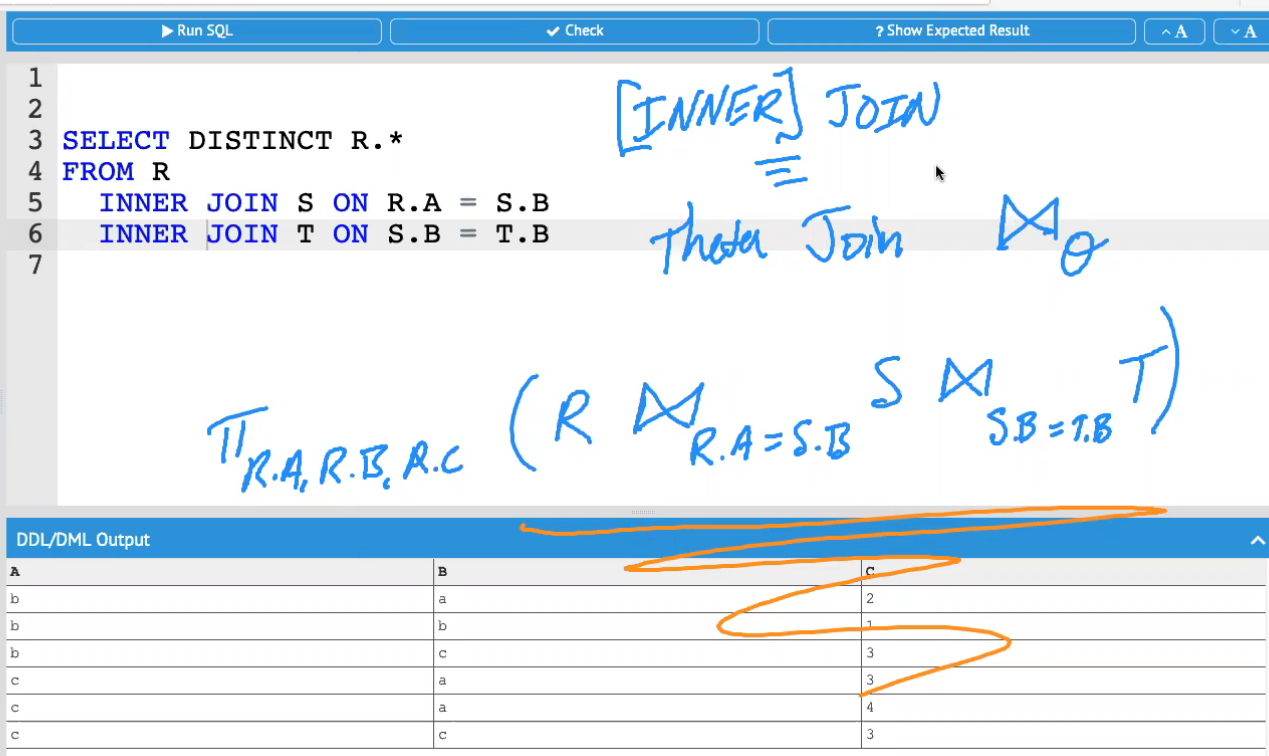 Run SQL Check ? Show Expected Result A A
1
2
3 SELECT DISTINCT R.*
4 FROM R
5 INNER JOIN S ON R.A = S.B
6 INNER JOIN T ON S.B = T.B
7
[INNER] JOIN
≡
Theta Join ⋈θ
π R.A, R.B, R.C (R ⋈ R.A = S.B S ⋈ S.B = T.B T)
DDL/DML Output
A B C
b a 2
b b 1
b c 3
c a 3
c a 4
c c 3